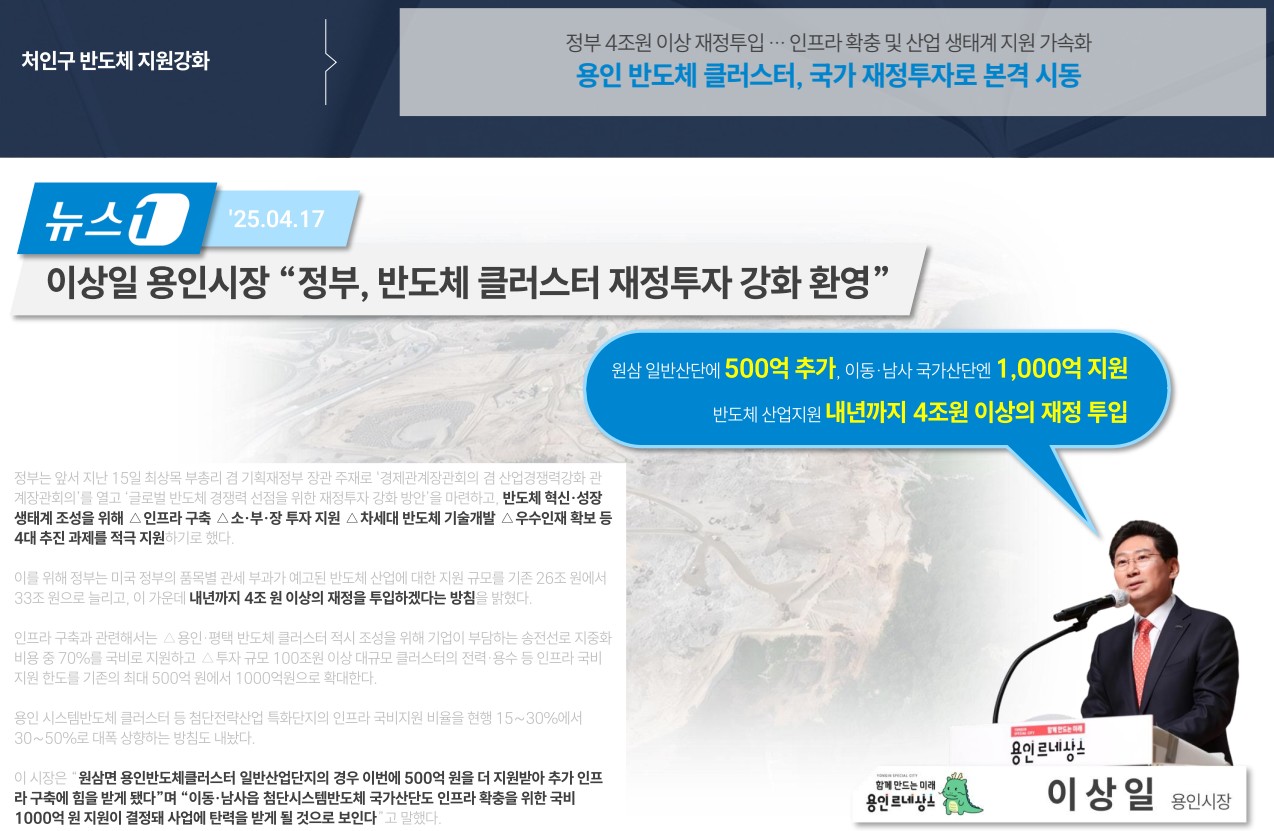 처인구 반도체 지원강화
정부 4조원 이상 재정투입 … 인프라 확충 및 산업 생태계 지원 가속화
용인 반도체 클러스터, 국가 재정투자로 본격 시동
뉴스1
'25.04.17
이상일 용인시장 “정부, 반도체 클러스터 재정투자 강화 환영”
원삼 일반산단에 500억 추가, 이동·남사 국가산단엔 1,000억 지원
반도체 산업지원 내년까지 4조원 이상의 재정 투입
정부는 앞서 지난 15일 최상목 부총리 겸 기획재정부 장관 주재로 '경제관계장관회의 겸 산업경쟁력강화 관
계장관회의'를 열고 '글로벌 반도체 경쟁력 선점을 위한 재정투자 강화 방안'을 마련하고, 반도체 혁신·성장
생태계 조성을 위해 △인프라 구축 △소·부·장 투자 지원 △차세대 반도체 기술개발 △우수인재 확보 등
4대 추진 과제를 적극 지원하기로 했다.
이를 위해 정부는 미국 정부의 품목별 관세 부과가 예고된 반도체 산업에 대한 지원 규모를 기존 26조 원에서
33조 원으로 늘리고, 이 가운데 내년까지 4조 원 이상의 재정을 투입하겠다는 방침을 밝혔다.
인프라 구축과 관련해서는 △용인·평택 반도체 클러스터 적시 조성을 위해 기업이 부담하는 송전선로 지중화
비용 중 70%를 국비로 지원하고 △투자 규모 100조원 이상 대규모 클러스터의 전력·용수 등 인프라 국비
지원 한도를 기존의 최대 500억 원에서 1000억원으로 확대한다.
용인 시스템반도체 클러스터 등 첨단전략산업 특화단지의 인프라 국비지원 비율을 현행 15~30%에서
30~50%로 대폭 상향하는 방침도 내놨다.
이 시장은 “원삼면 용인반도체클러스터 일반산업단지의 경우 이번에 500억 원을 더 지원받아 추가 인프
라 구축에 힘을 받게 됐다”며 “이동·남사읍 첨단시스템반도체 국가산단도 인프라 확충을 위한 국비
1000억 원 지원이 결정돼 사업에 탄력을 받게 될 것으로 보인다”고 말했다.
YONGIN SPECIAL CITY
함께 만드는 미래
용인르네상스
YONGIN SPECIAL CITY
함께 만드는 미래
용인르네상스
이상일 용인시장